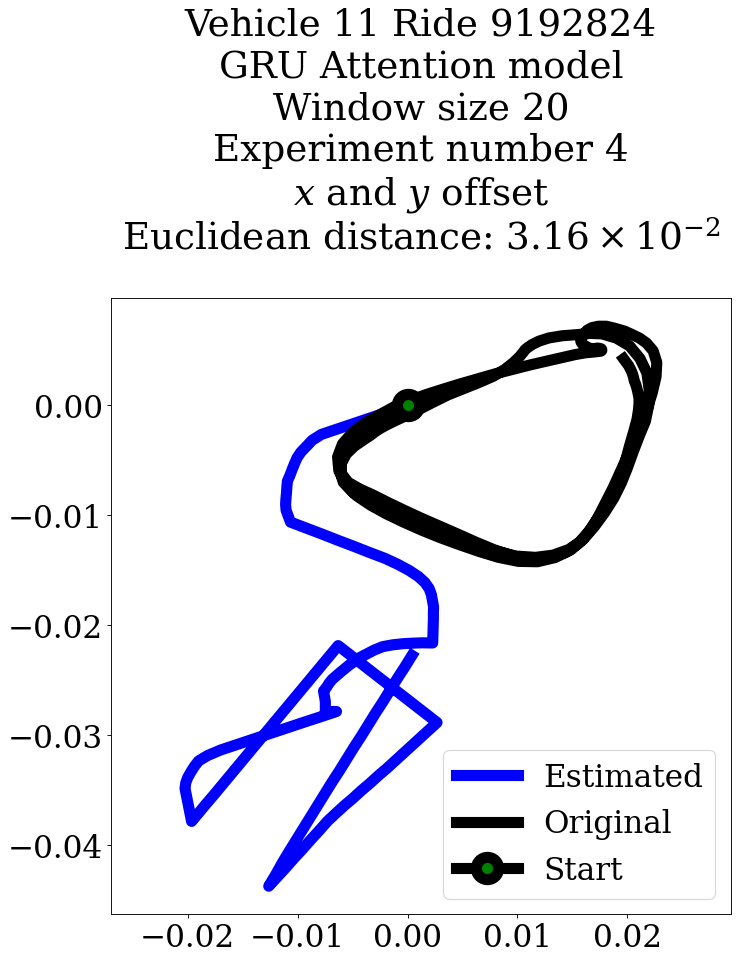 Vehicle 11 Ride 9192824
GRU Attention model
Window size 20
Experiment number 4
x and y offset
Euclidean distance: 3.16 × 10⁻²
0.00
−0.01
−0.02
−0.03
−0.04
Estimated
Original
Start
−0.02 −0.01 0.00 0.01 0.02